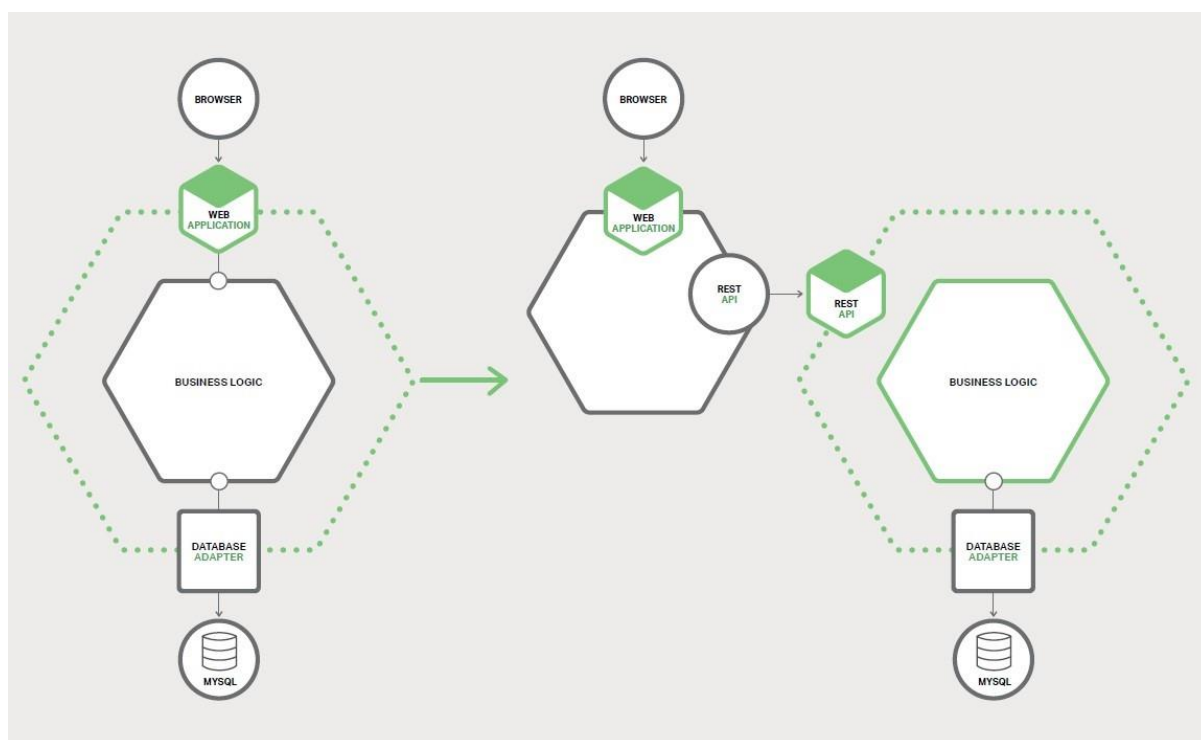 BROWSER
WEB
APPLICATION
BUSINESS LOGIC
DATABASE
ADAPTER
MYSQL
BROWSER
WEB
APPLICATION
REST
API
REST
API
BUSINESS LOGIC
DATABASE
ADAPTER
MYSQL